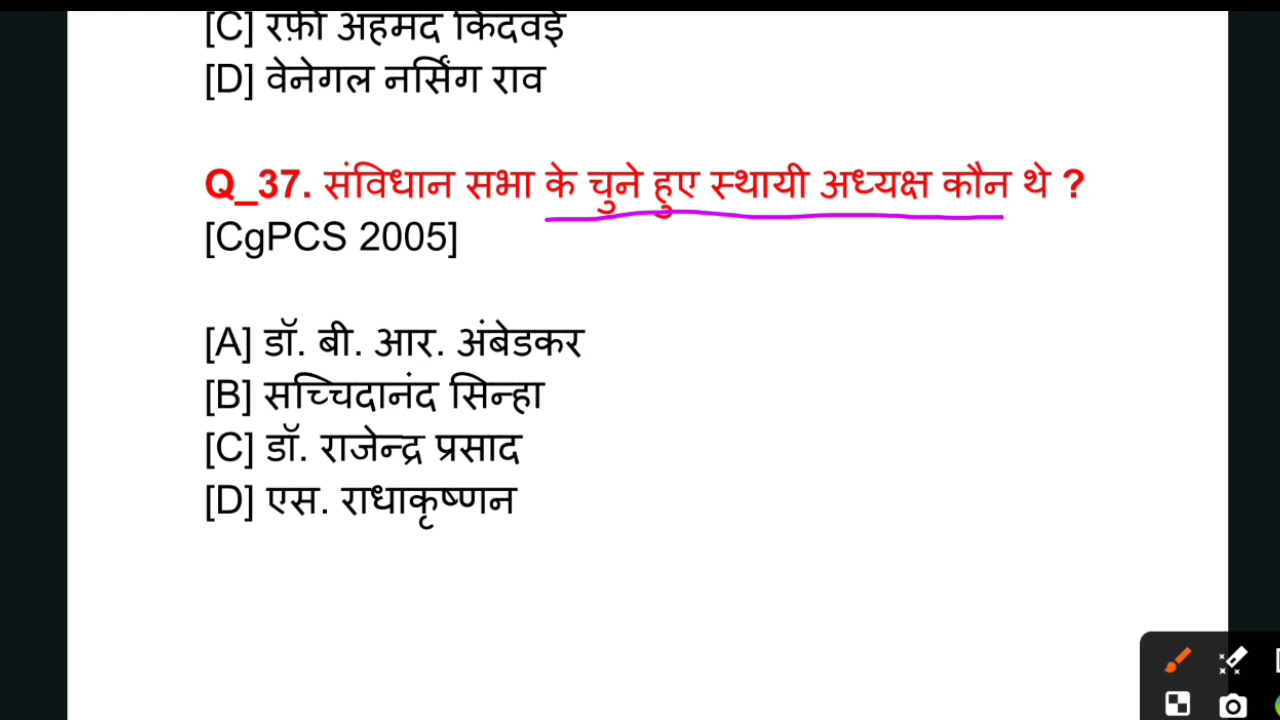 [C] रफ़ी अहमद किदवई
[D] वेनेगल नर्सिंग राव
Q_37. संविधान सभा के चुने हुए स्थायी अध्यक्ष कौन थे ?
[CgPCS 2005]
[A] डॉ. बी. आर. अंबेडकर
[B] सच्चिदानंद सिन्हा
[C] डॉ. राजेन्द्र प्रसाद
[D] एस. राधाकृष्णन